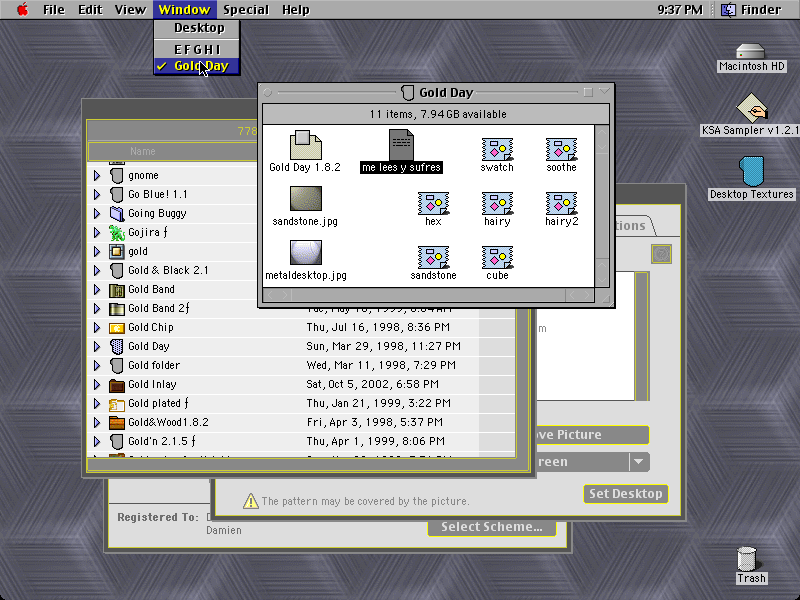 File Edit View Window Special Help 9:37 PM Finder
Desktop
E F G H I
Gold Day
Macintosh HD
KSA Sampler v1.2.1
Desktop Textures
Trash
Gold Day
11 items, 7.94GB available
Gold Day 1.8.2
me lees y sufres
swatch
soothe
sandstone.jpg
hex
hairy
hairy2
metaldesktop.jpg
sandstone
cube
778
Name
gnome
Go Blue! 1.1
Going Buggy
Gojira ƒ
gold
Gold & Black 2.1
Gold Band
Gold Band 2ƒ
Gold Chip Thu, Jul 16, 1998, 8:36 PM
Gold Day Sun, Mar 29, 1998, 11:27 PM
Gold folder Wed, Mar 11, 1998, 7:29 PM
Gold Inlay Sat, Oct 5, 2002, 6:58 PM
Gold plated ƒ Thu, Jan 21, 1999, 3:22 PM
Gold&Wood1.8.2 Fri, Apr 3, 1998, 5:37 PM
Gold'n 2.1.5 ƒ Thu, Apr 1, 1999, 8:06 PM
tions
m
ve Picture
reen
The pattern may be covered by the picture.
Set Desktop
Registered To:
Damien
Select Scheme...